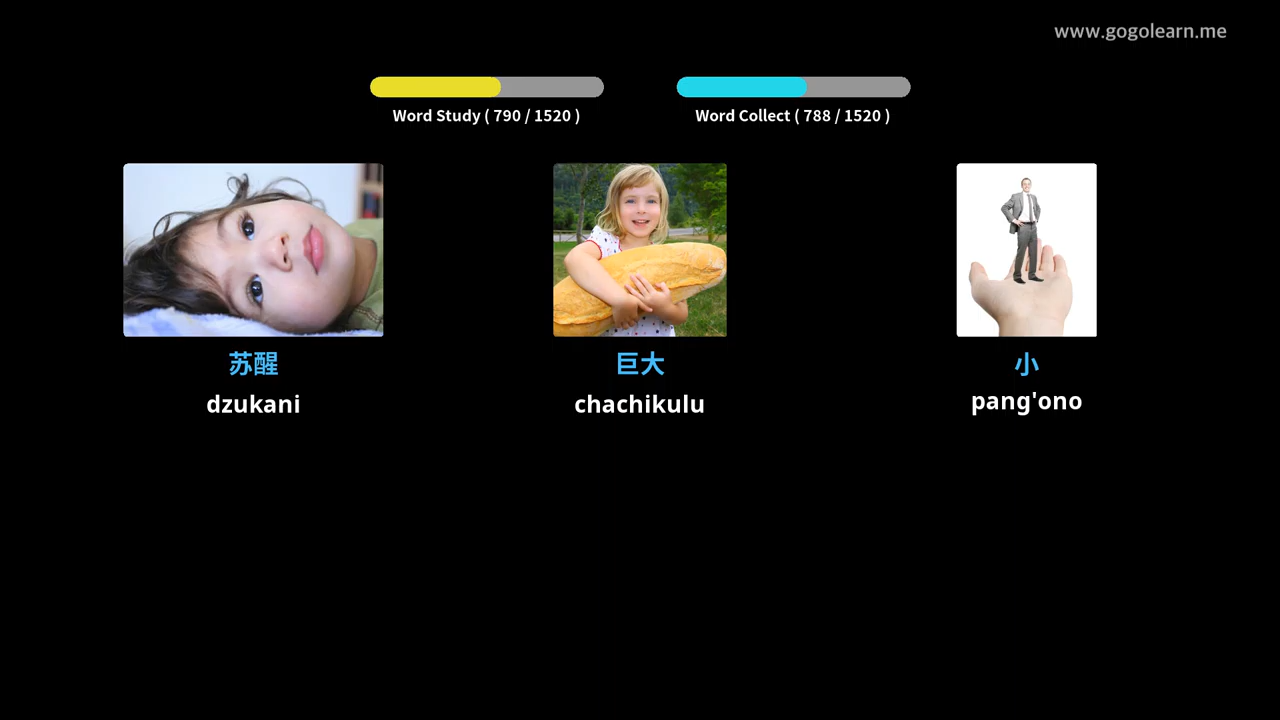 www.gogolearn.me
Word Study ( 790 / 1520 )
Word Collect ( 788 / 1520 )
苏醒
巨大
小
dzukani
chachikulu
pang'ono